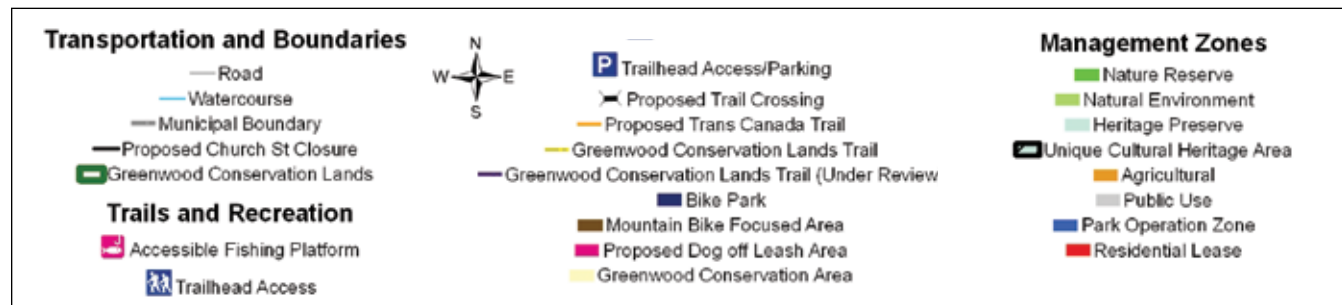 Transportation and Boundaries
Road
Watercourse
Municipal Boundary
Proposed Church St Closure
Greenwood Conservation Lands
Trails and Recreation
Accessible Fishing Platform
Trailhead Access
N
W E
S
P Trailhead Access/Parking
Proposed Trail Crossing
Proposed Trans Canada Trail
Greenwood Conservation Lands Trail
Greenwood Conservation Lands Trail (Under Review
Bike Park
Mountain Bike Focused Area
Proposed Dog off Leash Area
Greenwood Conservation Area
Management Zones
Nature Reserve
Natural Environment
Heritage Preserve
Unique Cultural Heritage Area
Agricultural
Public Use
Park Operation Zone
Residential Lease